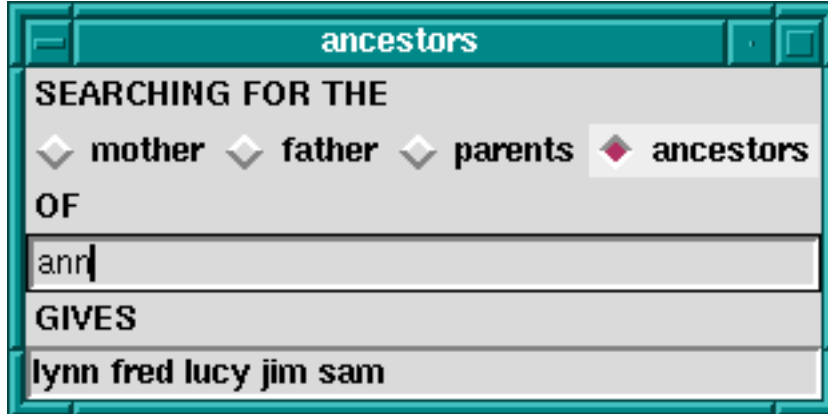 ancestors
SEARCHING FOR THE
mother father parents ancestors
OF
ann
GIVES
lynn fred lucy jim sam